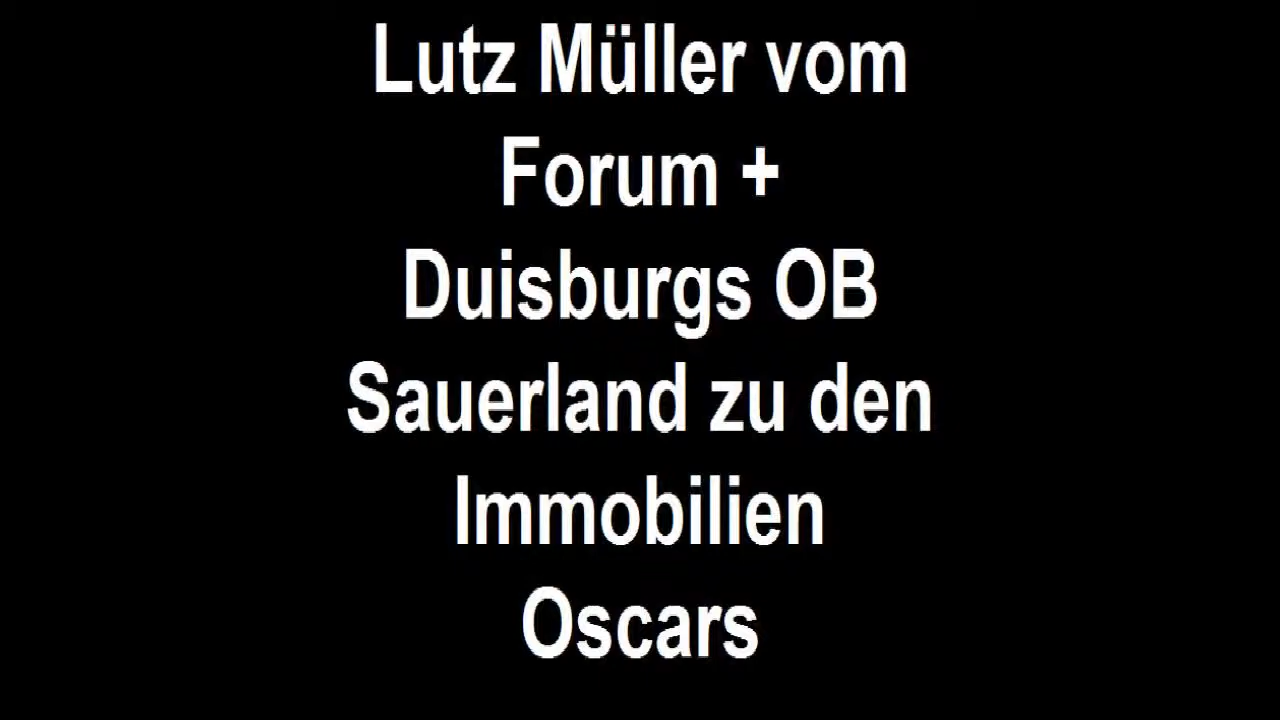 Lutz Müller vom
Forum +
Duisburgs OB
Sauerland zu den
Immobilien
Oscars